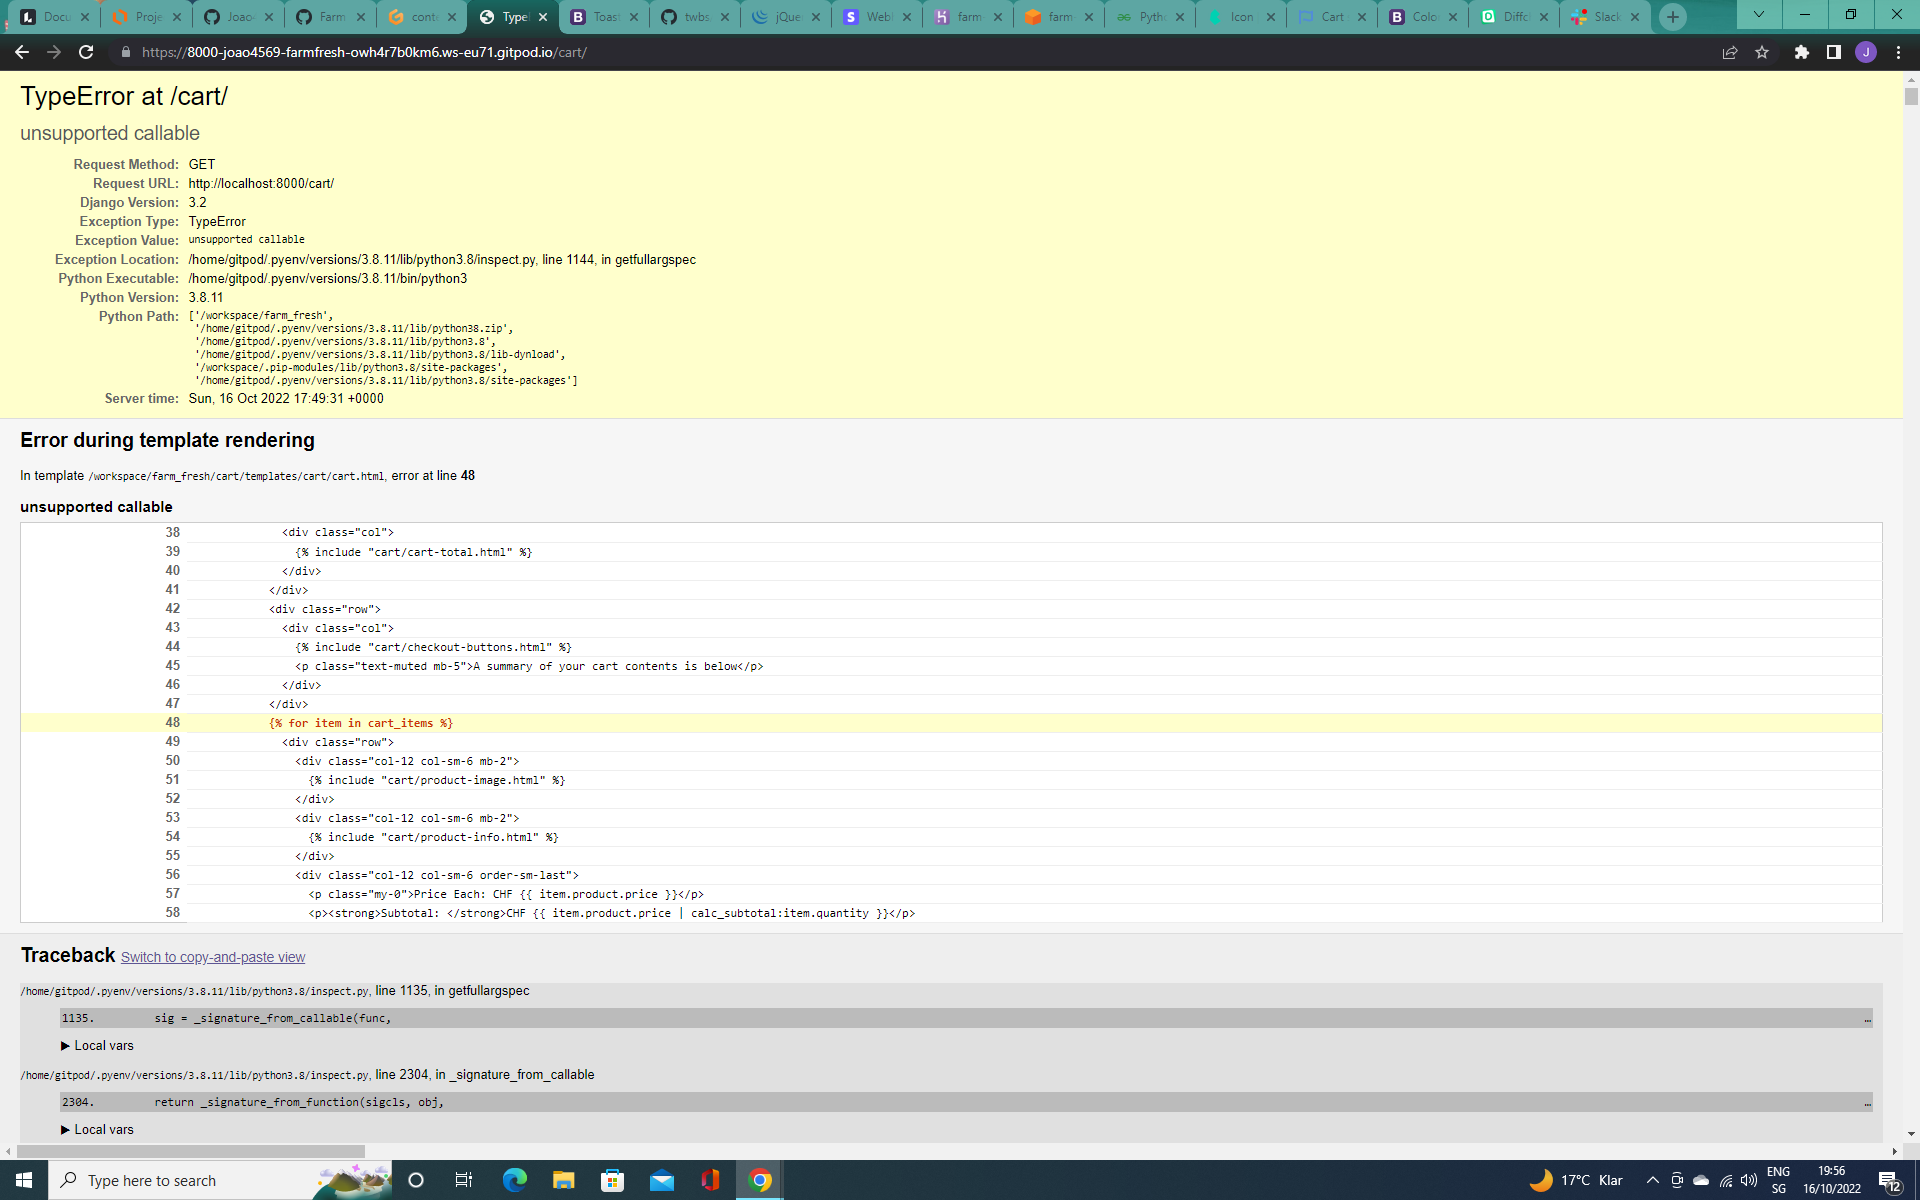 Docu
Proje
Joao
Farm
conte
Type
Toast
twbs
jQue
Webl
farm
farm
Pytho
Icon
Cart
Color
Diffc
Slack
https://8000-joao4569-farmfresh-owh4r7b0km6.ws-eu71.gitpod.io/cart/
J
TypeError at /cart/
unsupported callable
Request Method: GET
Request URL: http://localhost:8000/cart/
Django Version: 3.2
Exception Type: TypeError
Exception Value: unsupported callable
Exception Location: /home/gitpod/.pyenv/versions/3.8.11/lib/python3.8/inspect.py, line 1144, in getfullargspec
Python Executable: /home/gitpod/.pyenv/versions/3.8.11/bin/python3
Python Version: 3.8.11
Python Path: ['/workspace/farm_fresh',
'/home/gitpod/.pyenv/versions/3.8.11/lib/python38.zip',
'/home/gitpod/.pyenv/versions/3.8.11/lib/python3.8',
'/home/gitpod/.pyenv/versions/3.8.11/lib/python3.8/lib-dynload',
'/workspace/.pip-modules/lib/python3.8/site-packages',
'/home/gitpod/.pyenv/versions/3.8.11/lib/python3.8/site-packages']
Server time: Sun, 16 Oct 2022 17:49:31 +0000
Error during template rendering
In template /workspace/farm_fresh/cart/templates/cart/cart.html, error at line 48
unsupported callable
38 <div class="col">
39 {% include "cart/cart-total.html" %}
40 </div>
41 </div>
42 <div class="row">
43 <div class="col">
44 {% include "cart/checkout-buttons.html" %}
45 <p class="text-muted mb-5">A summary of your cart contents is below</p>
46 </div>
47 </div>
48 {% for item in cart_items %}
49 <div class="row">
50 <div class="col-12 col-sm-6 mb-2">
51 {% include "cart/product-image.html" %}
52 </div>
53 <div class="col-12 col-sm-6 mb-2">
54 {% include "cart/product-info.html" %}
55 </div>
56 <div class="col-12 col-sm-6 order-sm-last">
57 <p class="my-0">Price Each: CHF {{ item.product.price }}</p>
58 <p><strong>Subtotal: </strong>CHF {{ item.product.price | calc_subtotal:item.quantity }}</p>
Traceback Switch to copy-and-paste view
/home/gitpod/.pyenv/versions/3.8.11/lib/python3.8/inspect.py, line 1135, in getfullargspec
1135. sig = _signature_from_callable(func, …
▶ Local vars
/home/gitpod/.pyenv/versions/3.8.11/lib/python3.8/inspect.py, line 2304, in _signature_from_callable
2304. return _signature_from_function(sigcls, obj, …
▶ Local vars
Type here to search
17°C Klar
ENG
SG
19:56
16/10/2022
12